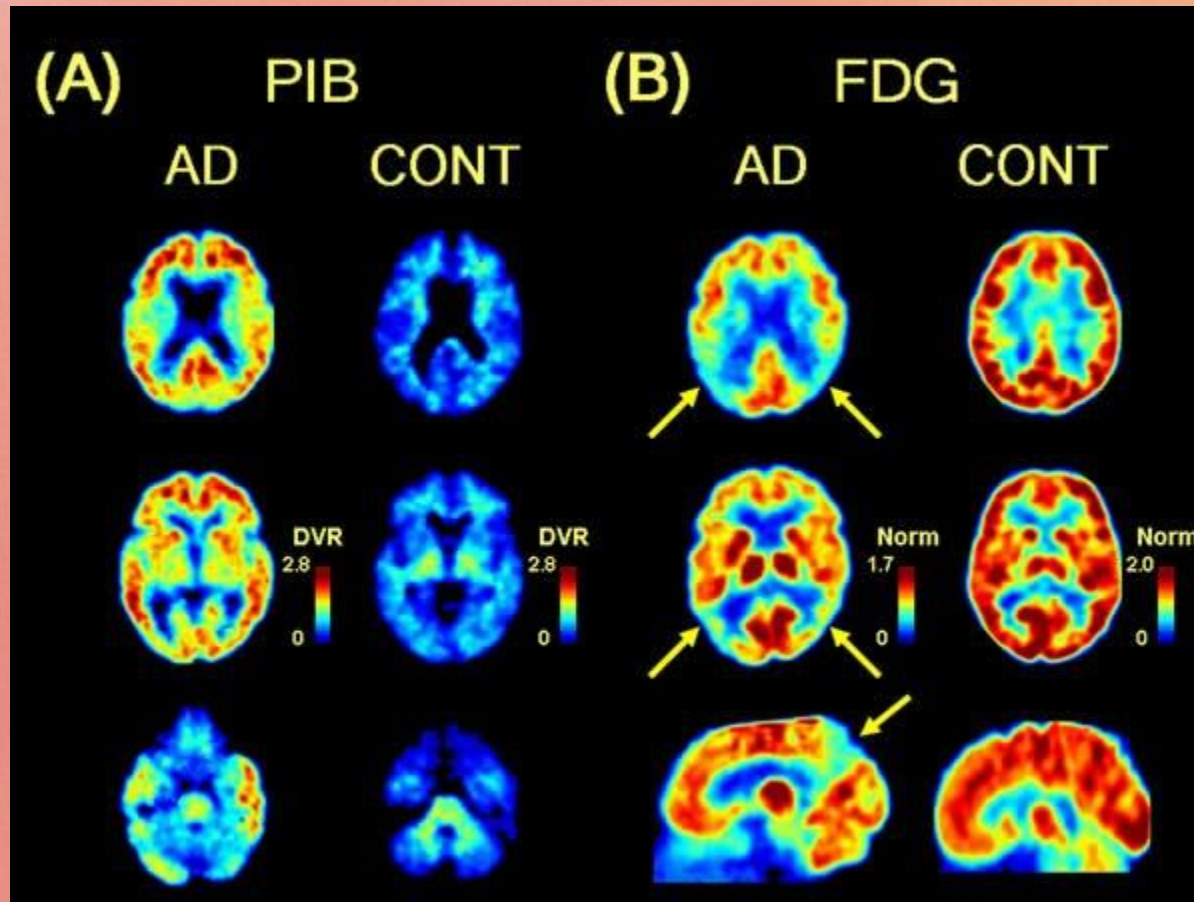 (A) PIB
AD CONT
DVR
2.8
0
DVR
2.8
0
(B) FDG
AD CONT
Norm
1.7
0
Norm
2.0
0